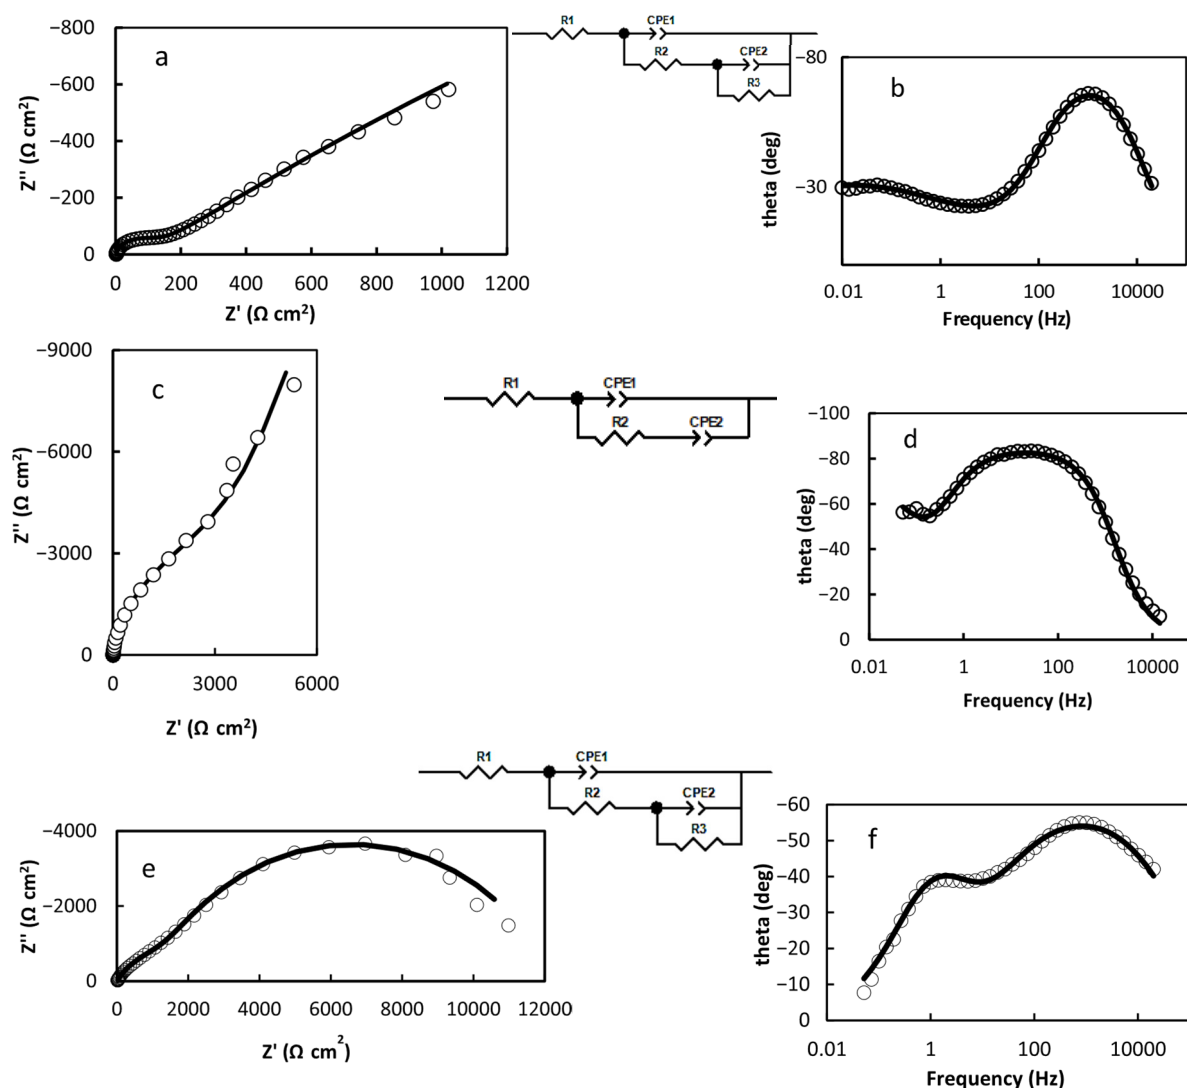 a
Z'' (Ω cm²)
−800
−600
−400
−200
0
0 200 400 600 800 1000 1200
Z' (Ω cm²)
R1 CPE1
R2 CPE2
R3
b
theta (deg)
−80
−30
0.01 1 100 10000
Frequency (Hz)
c
Z'' (Ω cm²)
−9000
−6000
−3000
0
0 3000 6000
Z' (Ω cm²)
R1 CPE1
R2 CPE2
d
theta (deg)
−100
−80
−60
−40
−20
0
0.01 1 100 10000
Frequency (Hz)
R1 CPE1
R2 CPE2
R3
e
Z'' (Ω cm²)
−4000
−2000
0
0 2000 4000 6000 8000 10000 12000
Z' (Ω cm²)
f
theta (deg)
−60
−50
−40
−30
−20
−10
0
0.01 1 100 10000
Frequency (Hz)